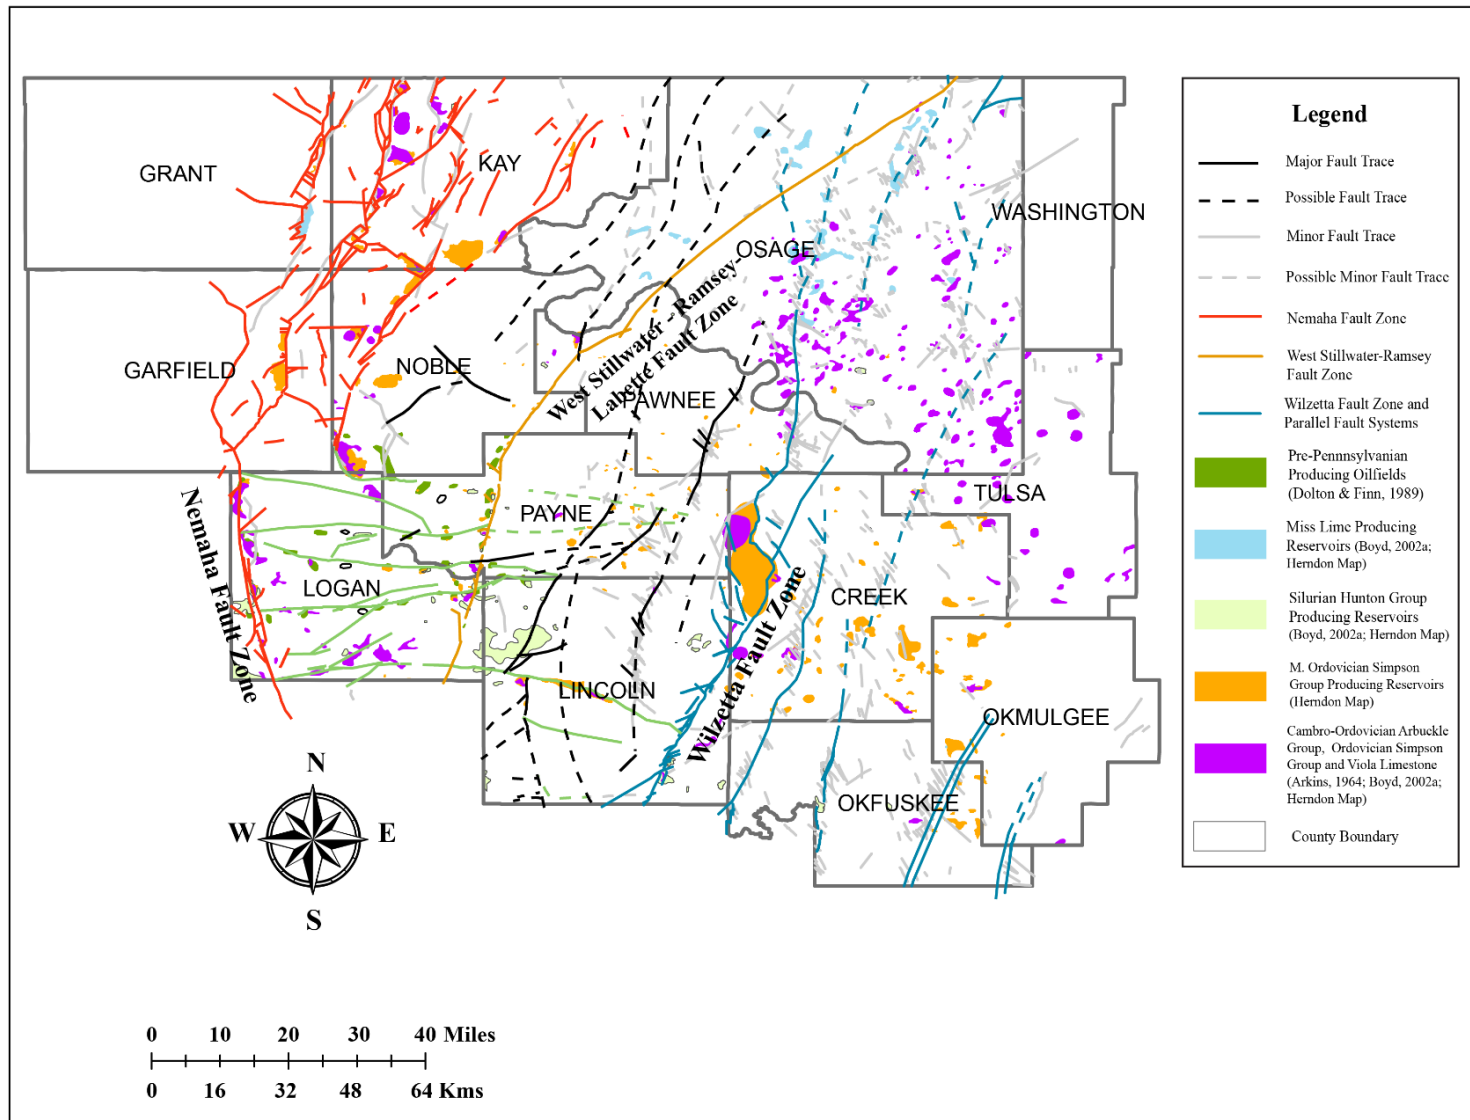 GRANT
KAY
OSAGE
WASHINGTON
GARFIELD
NOBLE
West Stillwater - Ramsey-
Labette Fault Zone
PAWNEE
Nemaha Fault Zone
PAYNE
TULSA
LOGAN
CREEK
LINCOLN
Wilzetta Fault Zone
OKMULGEE
OKFUSKEE
N
W
E
S
0 10 20 30 40 Miles
0 16 32 48 64 Kms
Legend
Major Fault Trace
Possible Fault Trace
Minor Fault Trace
Possible Minor Fault Trace
Nemaha Fault Zone
West Stillwater-Ramsey
Fault Zone
Wilzetta Fault Zone and
Parallel Fault Systems
Pre-Pennnsylvanian
Producing Oilfields
(Dolton & Finn, 1989)
Miss Lime Producing
Reservoirs (Boyd, 2002a;
Herndon Map)
Silurian Hunton Group
Producing Reservoirs
(Boyd, 2002a; Herndon Map)
M. Ordovician Simpson
Group Producing Reservoirs
(Herndon Map)
Cambro-Ordovician Arbuckle
Group, Ordovician Simpson
Group and Viola Limestone
(Arkins, 1964; Boyd, 2002a;
Herndon Map)
County Boundary